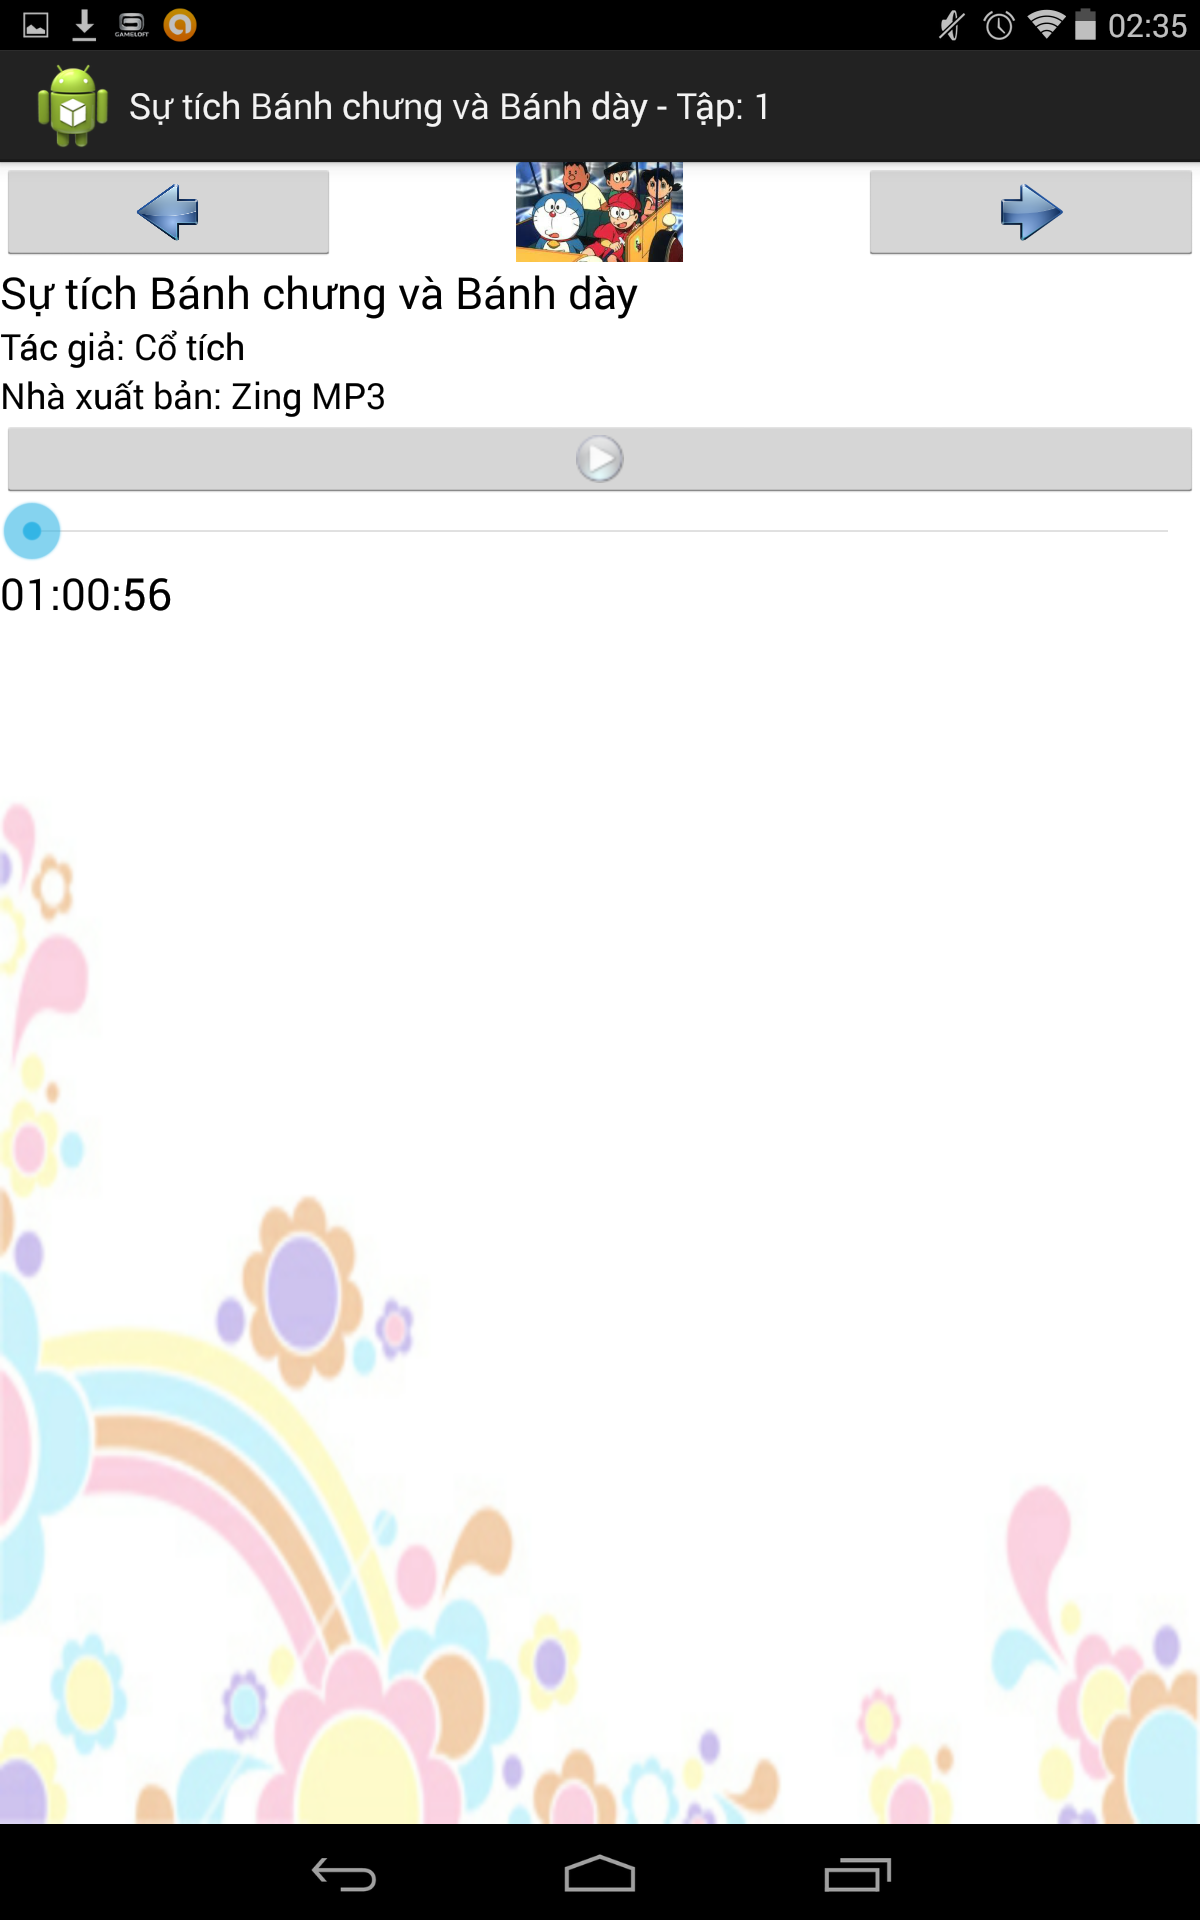 GAMELOFT
02:35
Sự tích Bánh chưng và Bánh dày - Tập: 1
Sự tích Bánh chưng và Bánh dày
Tác giả: Cổ tích
Nhà xuất bản: Zing MP3
01:00:56